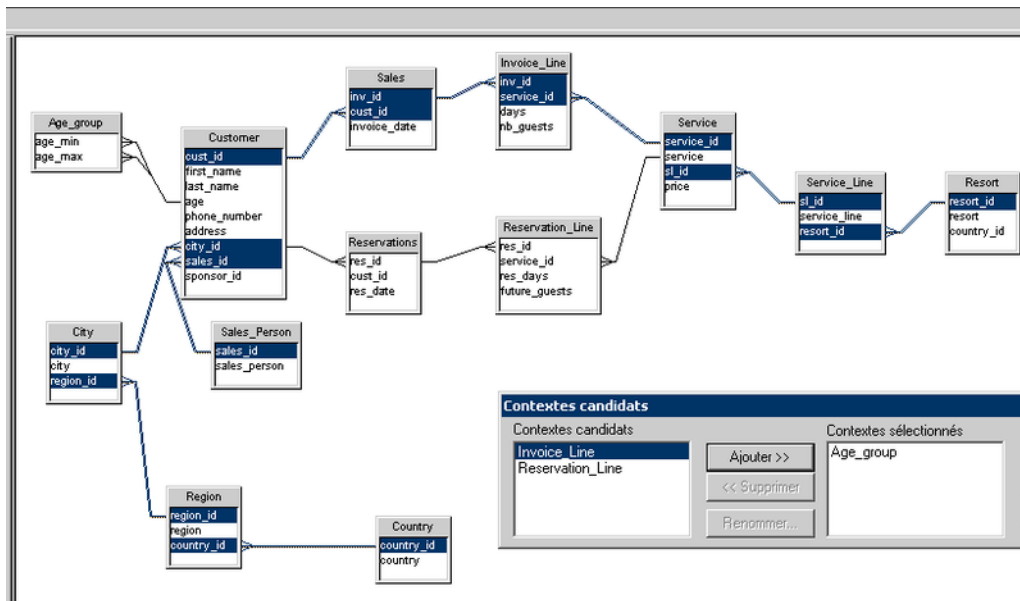 Age_group
age_min
age_max
Customer
cust_id
first_name
last_name
age
phone_number
address
city_id
sales_id
sponsor_id
Sales
inv_id
cust_id
invoice_date
Invoice_Line
inv_id
service_id
days
nb_guests
Service
service_id
service
sl_id
price
Service_Line
sl_id
service_line
resort_id
Resort
resort_id
resort
country_id
Reservations
res_id
cust_id
res_date
Reservation_Line
res_id
service_id
res_days
future_guests
City
city_id
city
region_id
Sales_Person
sales_id
sales_person
Region
region_id
region
country_id
Country
country_id
country
Contextes candidats
Contextes candidats
Invoice_Line
Reservation_Line
Ajouter >>
<< Supprimer
Renommer...
Contextes sélectionnés
Age_group